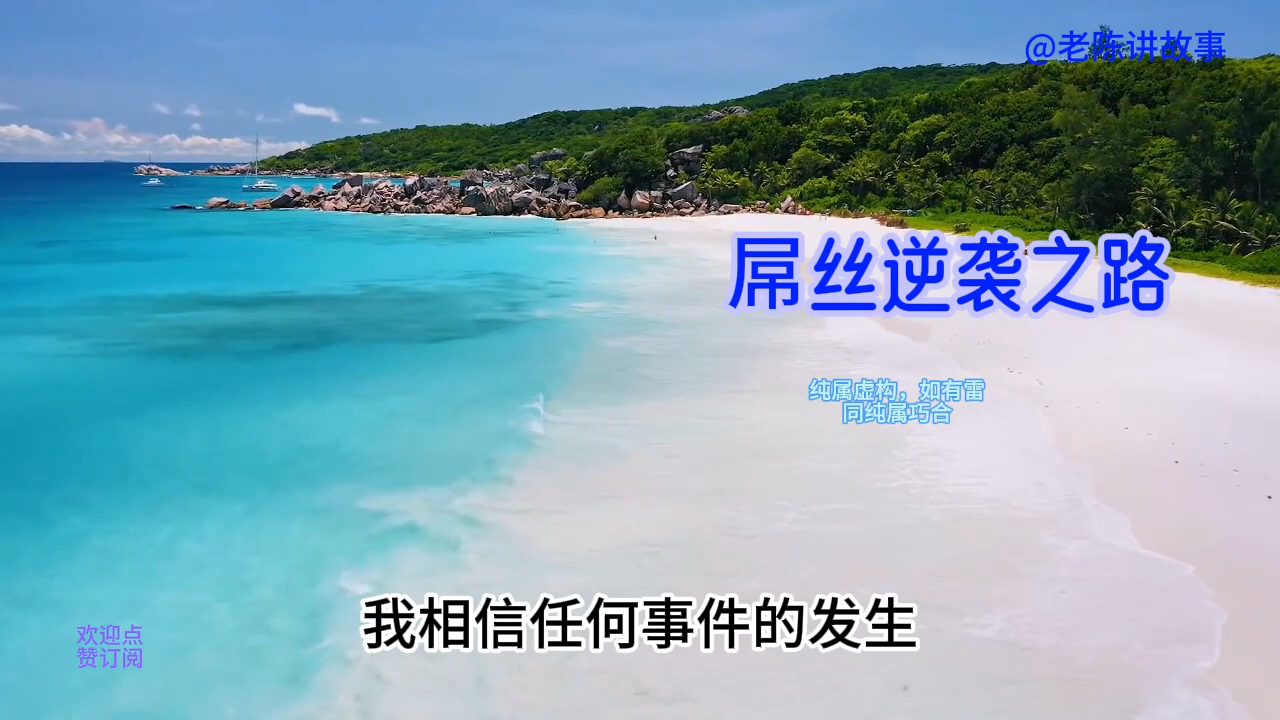 @老陈讲故事
屌丝逆袭之路
纯属虚构，如有雷
同纯属巧合
我相信任何事件的发生
欢迎点
赞订阅